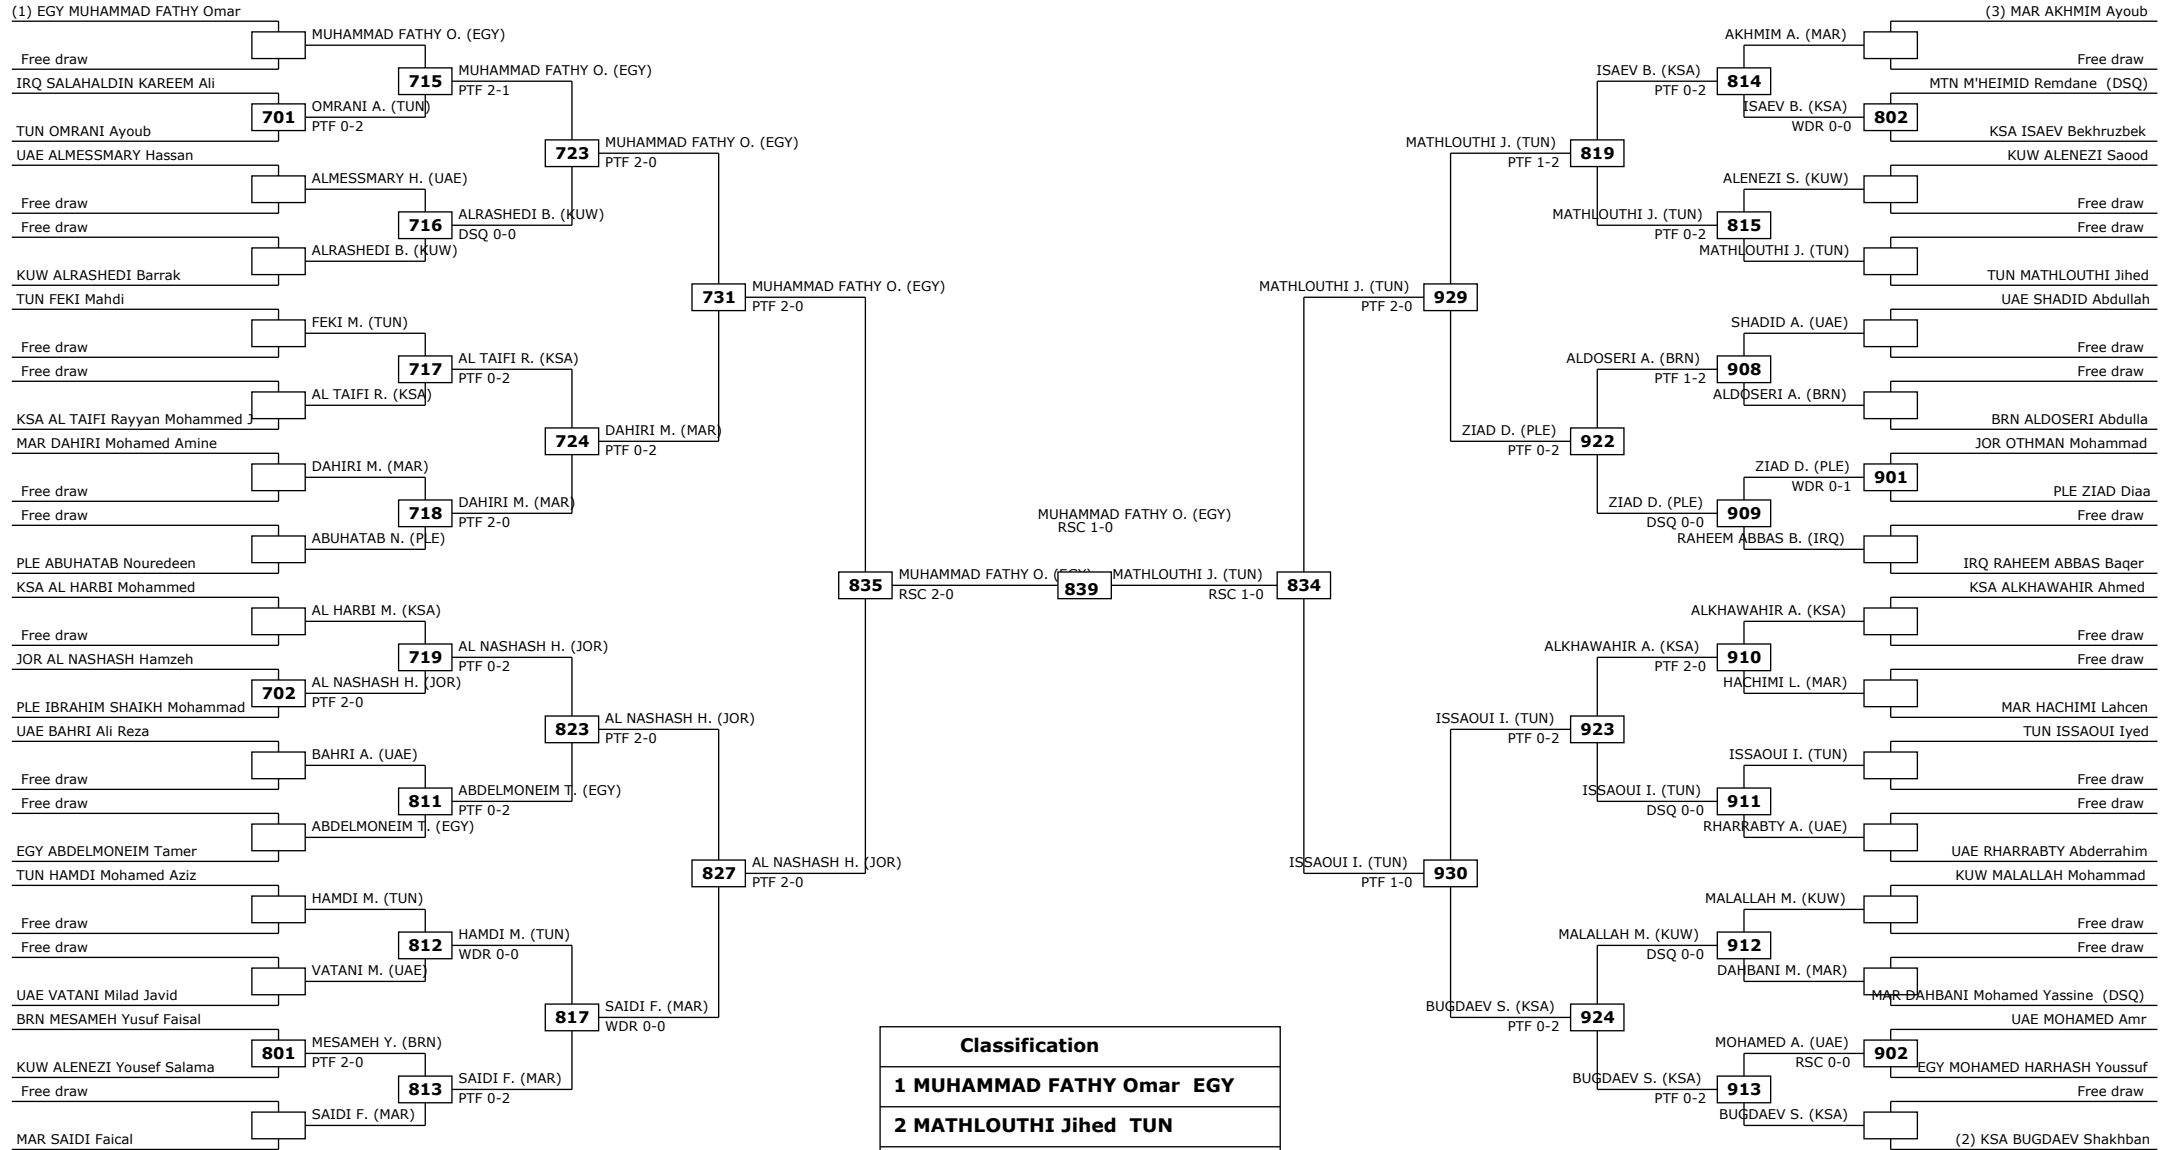 (1) EGY MUHAMMAD FATHY Omar
MUHAMMAD FATHY O. (EGY)
Free draw
715
MUHAMMAD FATHY O. (EGY)
PTF 2-1
IRQ SALAHALDIN KAREEM Ali
701
OMRANI A. (TUN)
PTF 0-2
TUN OMRANI Ayoub
723
MUHAMMAD FATHY O. (EGY)
PTF 2-0
UAE ALMESSMARY Hassan
ALMESSMARY H. (UAE)
Free draw
716
ALRASHEDI B. (KUW)
DSQ 0-0
Free draw
ALRASHEDI B. (KUW)
KUW ALRASHEDI Barrak
731
MUHAMMAD FATHY O. (EGY)
PTF 2-0
TUN FEKI Mahdi
FEKI M. (TUN)
Free draw
717
AL TAIFI R. (KSA)
PTF 0-2
Free draw
AL TAIFI R. (KSA)
KSA AL TAIFI Rayyan Mohammed J
724
DAHIRI M. (MAR)
PTF 0-2
MAR DAHIRI Mohamed Amine
DAHIRI M. (MAR)
Free draw
718
DAHIRI M. (MAR)
PTF 2-0
Free draw
ABUHATAB N. (PLE)
PLE ABUHATAB Nouredeen
835
MUHAMMAD FATHY O. (EGY)
RSC 2-0
KSA AL HARBI Mohammed
AL HARBI M. (KSA)
Free draw
719
AL NASHASH H. (JOR)
PTF 0-2
JOR AL NASHASH Hamzeh
702
AL NASHASH H. (JOR)
PTF 2-0
PLE IBRAHIM SHAIKH Mohammad
823
AL NASHASH H. (JOR)
PTF 2-0
UAE BAHRI Ali Reza
BAHRI A. (UAE)
Free draw
811
ABDELMONEIM T. (EGY)
PTF 0-2
Free draw
ABDELMONEIM T. (EGY)
EGY ABDELMONEIM Tamer
827
AL NASHASH H. (JOR)
PTF 2-0
TUN HAMDI Mohamed Aziz
HAMDI M. (TUN)
Free draw
812
HAMDI M. (TUN)
WDR 0-0
Free draw
VATANI M. (UAE)
UAE VATANI Milad Javid
817
SAIDI F. (MAR)
WDR 0-0
BRN MESAMEH Yusuf Faisal
801
MESAMEH Y. (BRN)
PTF 2-0
KUW ALENEZI Yousef Salama
813
SAIDI F. (MAR)
PTF 0-2
Free draw
SAIDI F. (MAR)
MAR SAIDI Faical
MUHAMMAD FATHY O. (EGY)
RSC 1-0
839
(3) MAR AKHMIM Ayoub
AKHMIM A. (MAR)
Free draw
ISAEV B. (KSA)
PTF 0-2
814
MTN M'HEIMID Remdane (DSQ)
ISAEV B. (KSA)
WDR 0-0
802
KSA ISAEV Bekhruzbek
MATHLOUTHI J. (TUN)
PTF 1-2
819
KUW ALENEZI Saood
ALENEZI S. (KUW)
Free draw
MATHLOUTHI J. (TUN)
PTF 0-2
815
Free draw
MATHLOUTHI J. (TUN)
TUN MATHLOUTHI Jihed
MATHLOUTHI J. (TUN)
PTF 2-0
929
UAE SHADID Abdullah
SHADID A. (UAE)
Free draw
ALDOSERI A. (BRN)
PTF 1-2
908
Free draw
ALDOSERI A. (BRN)
BRN ALDOSERI Abdulla
ZIAD D. (PLE)
PTF 0-2
922
JOR OTHMAN Mohammad
ZIAD D. (PLE)
WDR 0-1
901
PLE ZIAD Diaa
ZIAD D. (PLE)
DSQ 0-0
909
Free draw
RAHEEM ABBAS B. (IRQ)
IRQ RAHEEM ABBAS Baqer
MATHLOUTHI J. (TUN)
RSC 1-0
834
KSA ALKHAWAHIR Ahmed
ALKHAWAHIR A. (KSA)
Free draw
ALKHAWAHIR A. (KSA)
PTF 2-0
910
Free draw
HACHIMI L. (MAR)
MAR HACHIMI Lahcen
ISSAOUI I. (TUN)
PTF 0-2
923
TUN ISSAOUI Iyed
ISSAOUI I. (TUN)
Free draw
ISSAOUI I. (TUN)
DSQ 0-0
911
Free draw
RHARRABTY A. (UAE)
UAE RHARRABTY Abderrahim
ISSAOUI I. (TUN)
PTF 1-0
930
KUW MALALLAH Mohammad
MALALLAH M. (KUW)
Free draw
MALALLAH M. (KUW)
DSQ 0-0
912
Free draw
DAHBANI M. (MAR)
MAR DAHBANI Mohamed Yassine (DSQ)
BUGDAEV S. (KSA)
PTF 0-2
924
UAE MOHAMED Amr
MOHAMED A. (UAE)
RSC 0-0
902
EGY MOHAMED HARHASH Youssuf
BUGDAEV S. (KSA)
PTF 0-2
913
Free draw
BUGDAEV S. (KSA)
(2) KSA BUGDAEV Shakhban
Classification
1 MUHAMMAD FATHY Omar EGY
2 MATHLOUTHI Jihed TUN